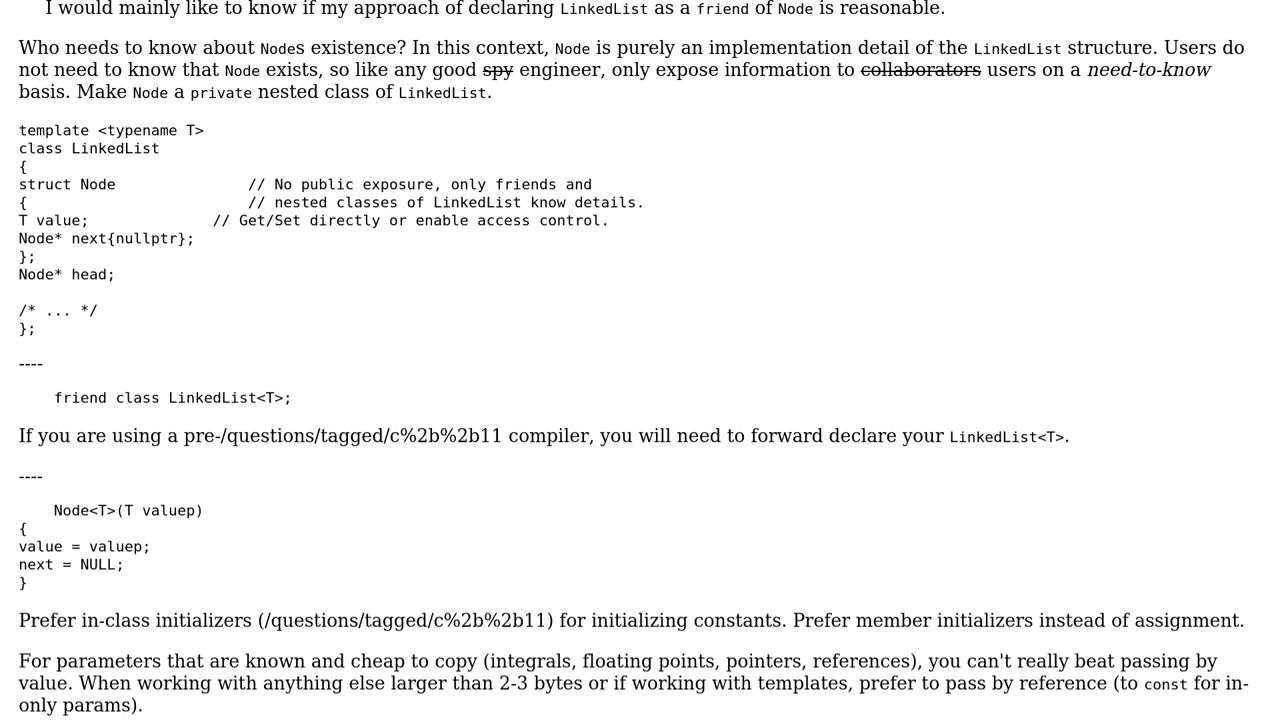 I would mainly like to know if my approach of declaring LinkedList as a friend of Node is reasonable.
Who needs to know about Nodes existence? In this context, Node is purely an implementation detail of the LinkedList structure. Users do
not need to know that Node exists, so like any good spy engineer, only expose information to collaborators users on a need-to-know
basis. Make Node a private nested class of LinkedList.
template <typename T>
class LinkedList
{
struct Node               // No public exposure, only friends and
{                         // nested classes of LinkedList know details.
T value;              // Get/Set directly or enable access control.
Node* next{nullptr};
};
Node* head;
/* ... */
};
----
friend class LinkedList<T>;
If you are using a pre-/questions/tagged/c%2b%2b11 compiler, you will need to forward declare your LinkedList<T>.
----
Node<T>(T valuep)
{
value = valuep;
next = NULL;
}
Prefer in-class initializers (/questions/tagged/c%2b%2b11) for initializing constants. Prefer member initializers instead of assignment.
For parameters that are known and cheap to copy (integrals, floating points, pointers, references), you can't really beat passing by
value. When working with anything else larger than 2-3 bytes or if working with templates, prefer to pass by reference (to const for in-
only params).